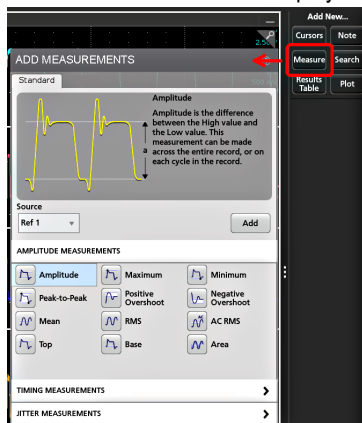 Add New...
Cursors Note
Measure Search
Results Table Plot
ADD MEASUREMENTS
Standard
Amplitude
Amplitude is the difference
between the High value and
the Low value. This
measurement can be made
across the entire record, or on
each cycle in the record.
a
Source
Ref 1
Add
AMPLITUDE MEASUREMENTS
Amplitude Maximum Minimum
Peak-to-Peak Positive Overshoot Negative Overshoot
Mean RMS AC RMS
Top Base Area
TIMING MEASUREMENTS
JITTER MEASUREMENTS